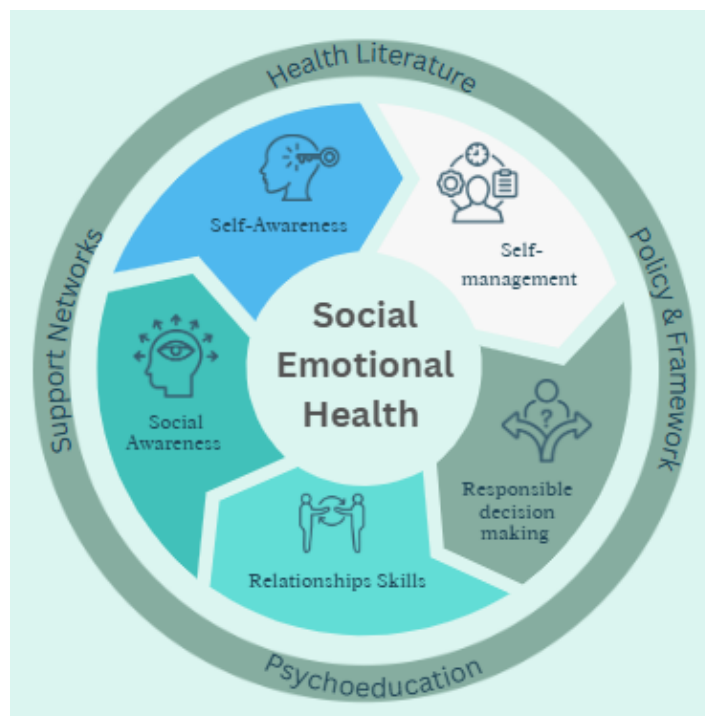 Health Literature
Self-Awareness
Self-
management
Support Networks
Policy & Framework
Social
Emotional
Health
Social
Awareness
Responsible
decision
making
?
Relationships Skills
Psychoeducation